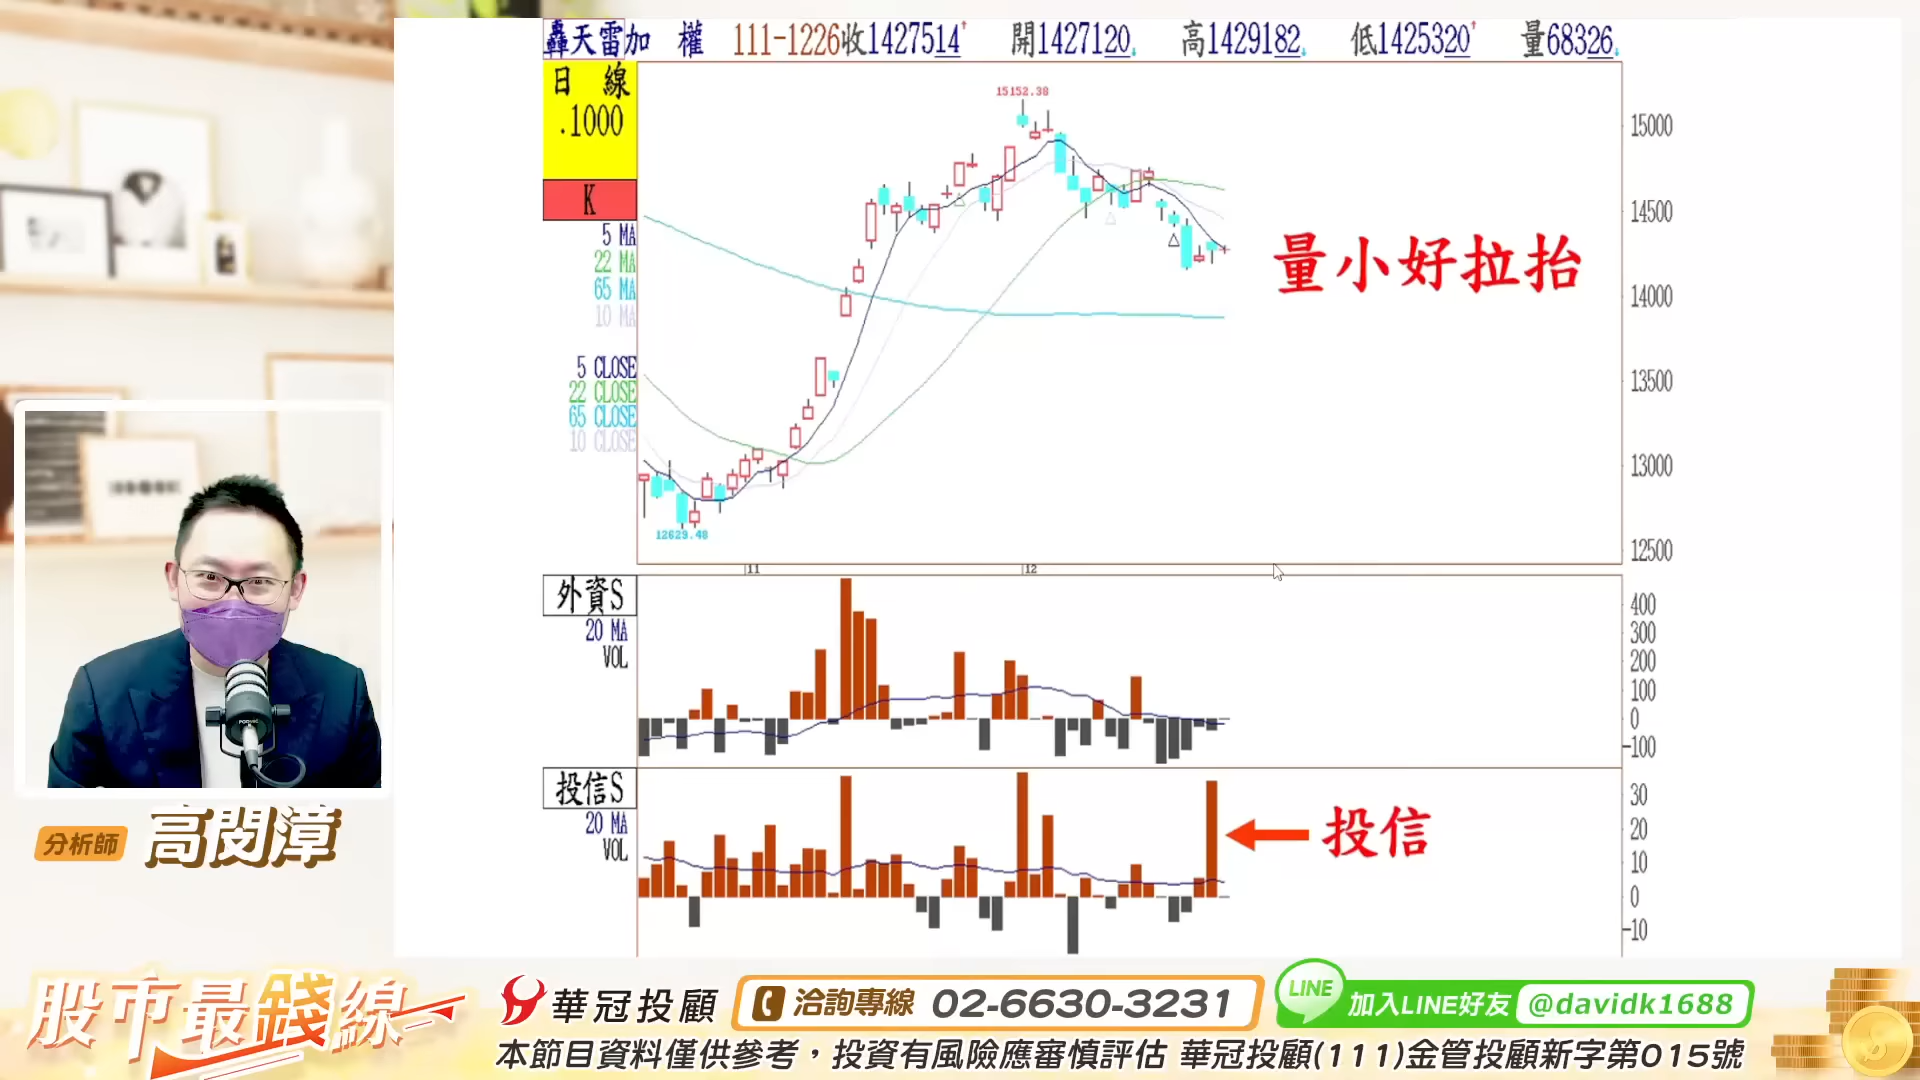 轟天雷加 權 111-1226收1427514↑ 開1427120↓ 高1429182↓ 低1425320↑ 量68326↓
日 線
.1000
K
5 MA
22 MA
65 MA
10 MA
5 CLOSE
22 CLOSE
65 CLOSE
10 CLOSE
15152.38
12629.48
量小好拉抬
15000
14500
14000
13500
13000
12500
11
12
外資S
20 MA
VOL
400
300
200
100
0
-100
投信S
20 MA
VOL
投信
30
20
10
0
-10
分析師 高閔漳
股市最錢線
華冠投顧 洽詢專線 02-6630-3231 LINE 加入LINE好友 @davidk1688
本節目資料僅供參考，投資有風險應審慎評估 華冠投顧(111)金管投顧新字第015號